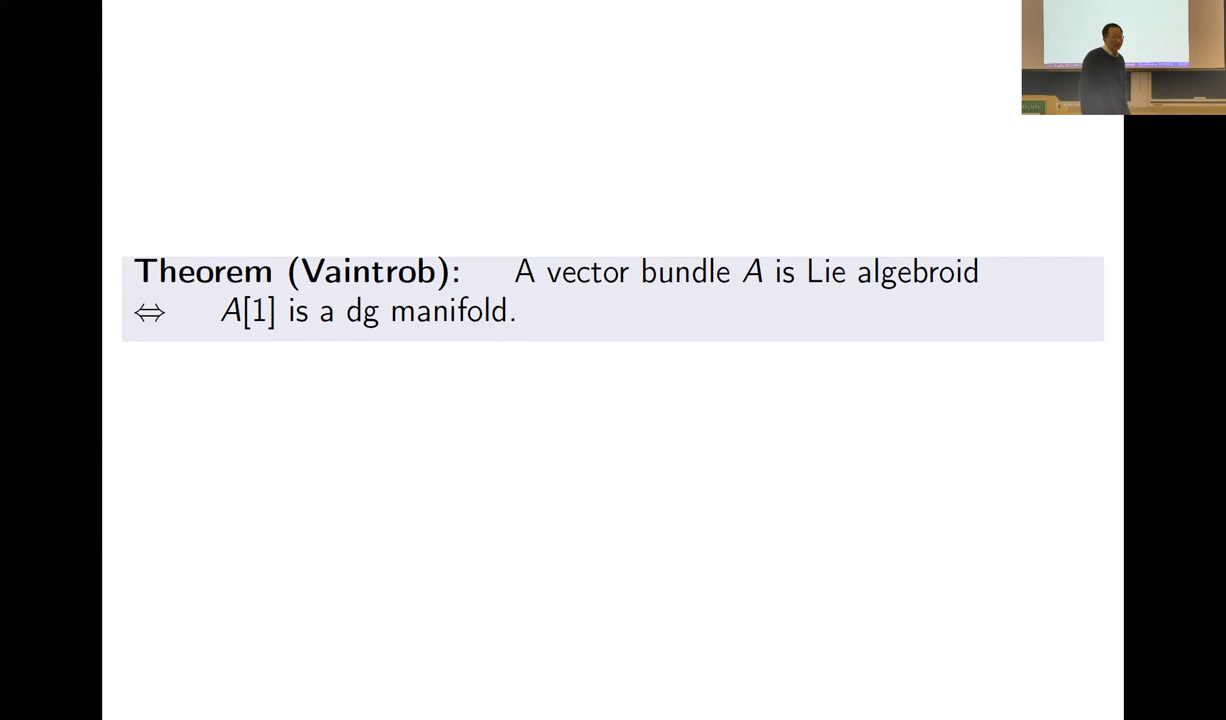 Theorem (Vaintrob): A vector bundle A is Lie algebroid
⇔ A[1] is a dg manifold.